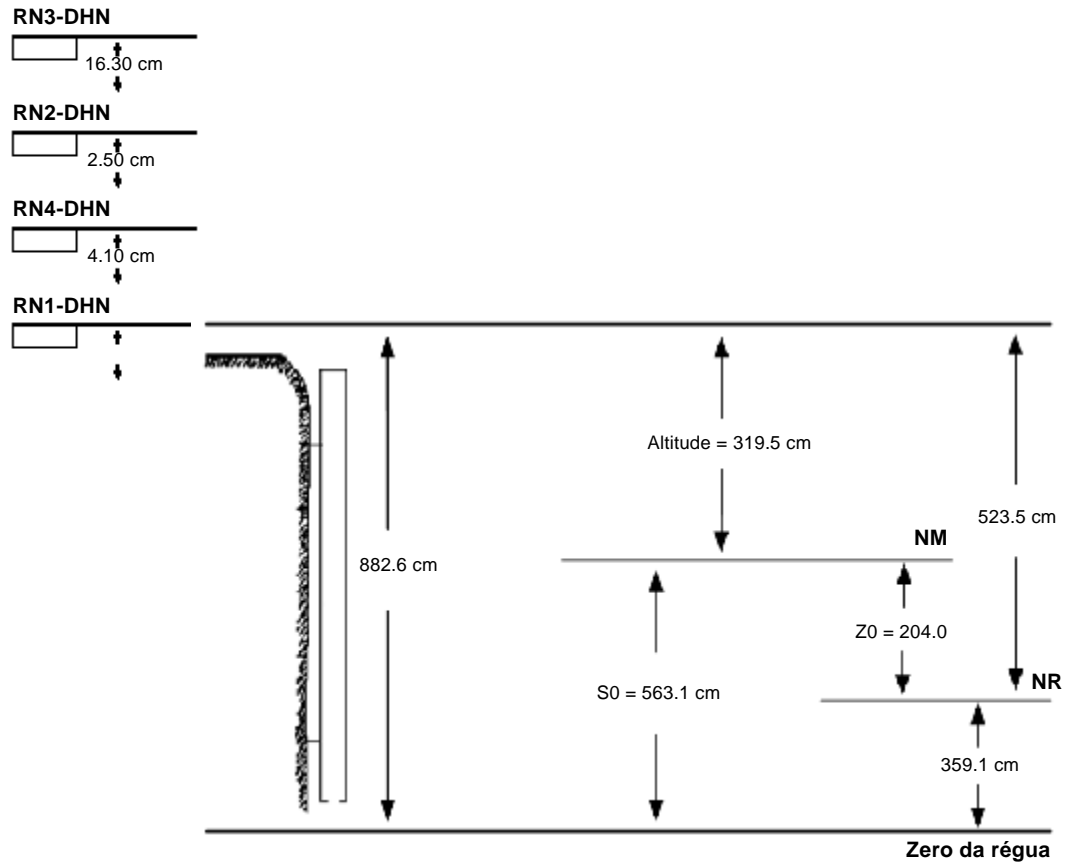 RN3-DHN
16.30 cm
RN2-DHN
2.50 cm
RN4-DHN
4.10 cm
RN1-DHN
Altitude = 319.5 cm
523.5 cm
NM
882.6 cm
Z0 = 204.0
NR
S0 = 563.1 cm
359.1 cm
Zero da régua